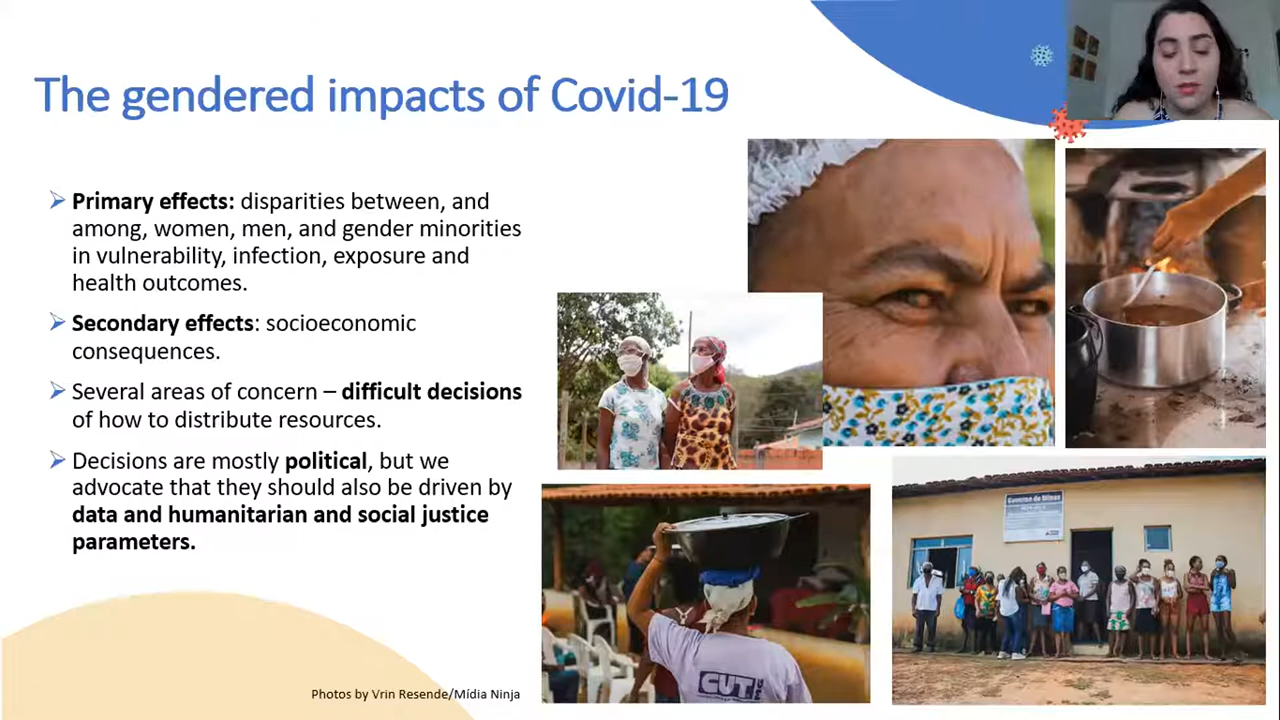 The gendered impacts of Covid-19
Primary effects: disparities between, and
among, women, men, and gender minorities
in vulnerability, infection, exposure and
health outcomes.
Secondary effects: socioeconomic
consequences.
Several areas of concern – difficult decisions
of how to distribute resources.
Decisions are mostly political, but we
advocate that they should also be driven by
data and humanitarian and social justice
parameters.
Governo de Minas
CUT
Photos by Vrin Resende/Mídia Ninja